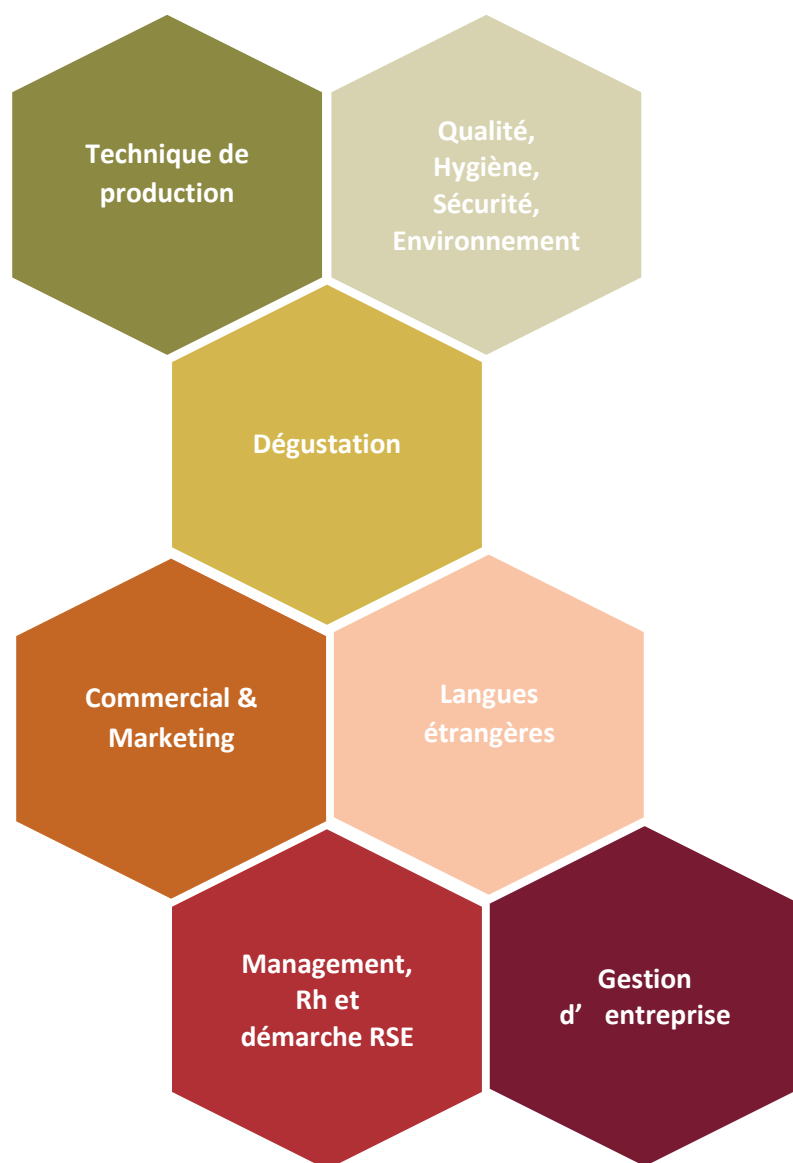 Technique de
production
Qualité,
Hygiène,
Sécurité,
Environnement
Dégustation
Commercial &
Marketing
Langues
étrangères
Management,
Rh et
démarche RSE
Gestion
d’ entreprise